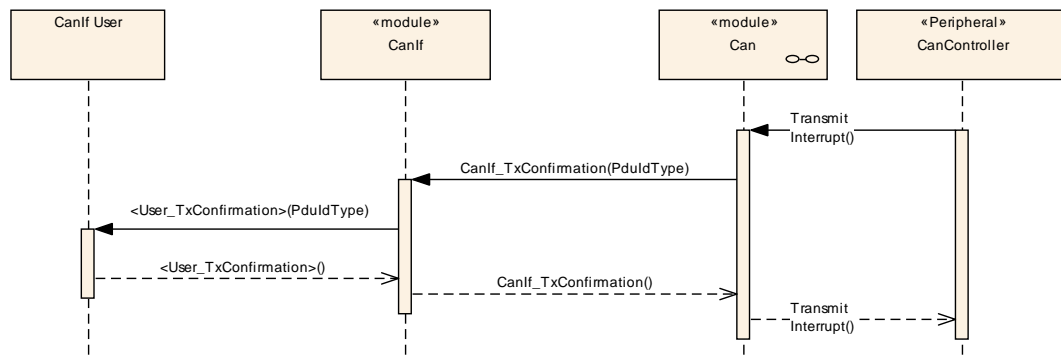 CanIf User
«module»
CanIf
«module»
Can
«Peripheral»
CanController
Transmit
Interrupt()
CanIf_TxConfirmation(PduIdType)
<User_TxConfirmation>(PduIdType)
<User_TxConfirmation>()
CanIf_TxConfirmation()
Transmit
Interrupt()